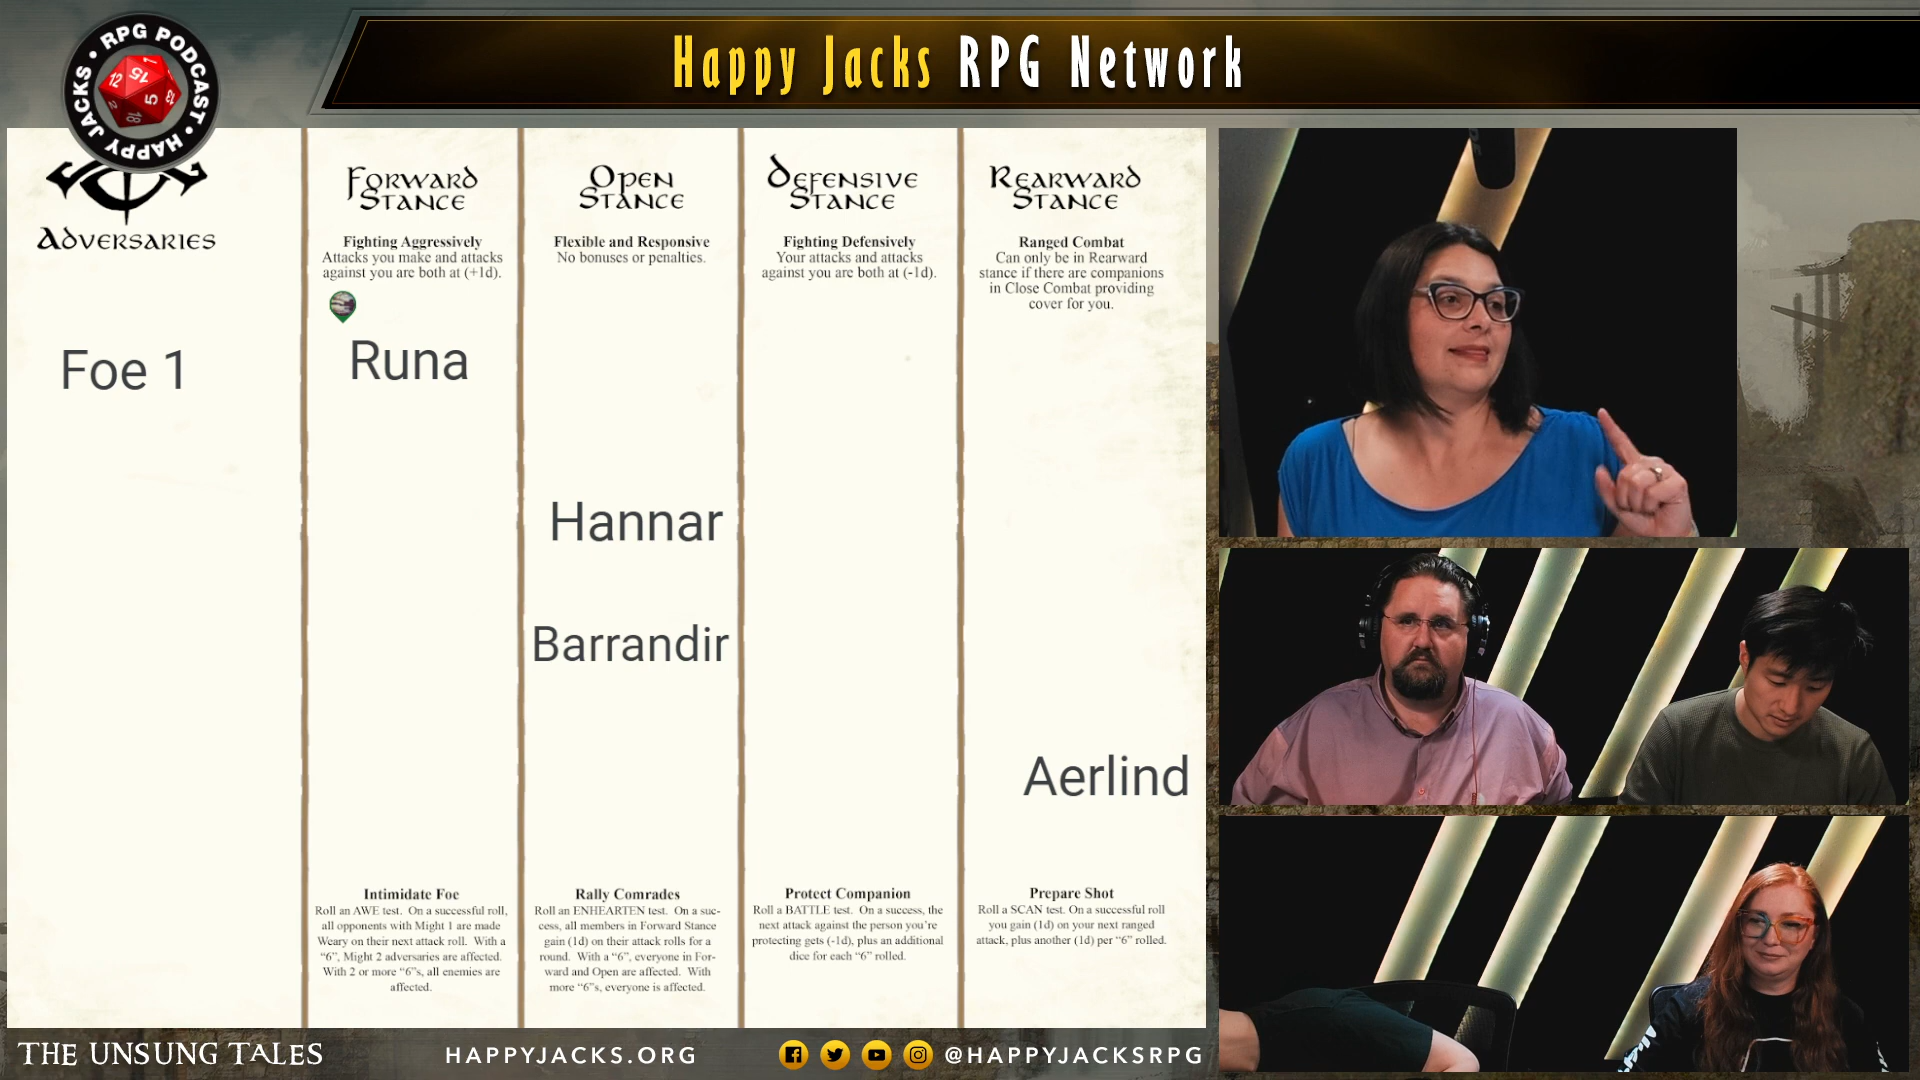 RPG PODCAST • HAPPY JACKS •
Happy Jacks RPG Network
Adversaries
Foe 1
Forward
Stance
Fighting Aggressively
Attacks you make and attacks
against you are both at (+1d).
Runa
Intimidate Foe
Roll an AWE test. On a successful roll,
all opponents with Might 1 are made
Weary on their next attack roll. With a
“6”, Might 2 adversaries are affected.
With 2 or more “6”s, all enemies are
affected.
Open
Stance
Flexible and Responsive
No bonuses or penalties.
Hannar
Barrandir
Rally Comrades
Roll an ENHEARTEN test. On a suc-
cess, all members in Forward Stance
gain (1d) on their attack rolls for a
round. With a “6”, everyone in For-
ward and Open are affected. With
more “6”s, everyone is affected.
Defensive
Stance
Fighting Defensively
Your attacks and attacks
against you are both at (-1d).
Protect Companion
Roll a BATTLE test. On a success, the
next attack against the person you’re
protecting gets (-1d), plus an additional
dice for each “6” rolled.
Rearward
Stance
Ranged Combat
Can only be in Rearward
stance if there are companions
in Close Combat providing
cover for you.
Aerlind
Prepare Shot
Roll a SCAN test. On a successful roll
you gain (1d) on your next ranged
attack, plus another (1d) per “6” rolled.
THE UNSUNG TALES
HAPPYJACKS.ORG
@HAPPYJACKSRPG